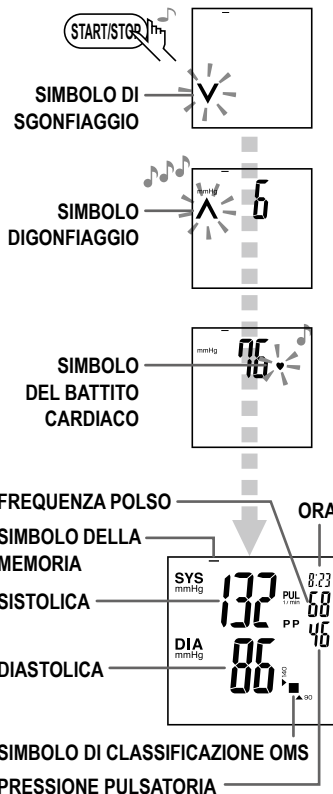 START/STOP
SIMBOLO DI
SGONFIAGGIO
mmHg
6
SIMBOLO
DIGONFIAGGIO
mmHg
76
SIMBOLO
DEL BATTITO
CARDIACO
FREQUENZA POLSO
ORA
SIMBOLO DELLA
MEMORIA
SYS
mmHg
132
8:23
PUL
1 / min
68
SISTOLICA
PP
46
DIA
mmHg
86
DIASTOLICA
90
SIMBOLO DI CLASSIFICAZIONE OMS
PRESSIONE PULSATORIA